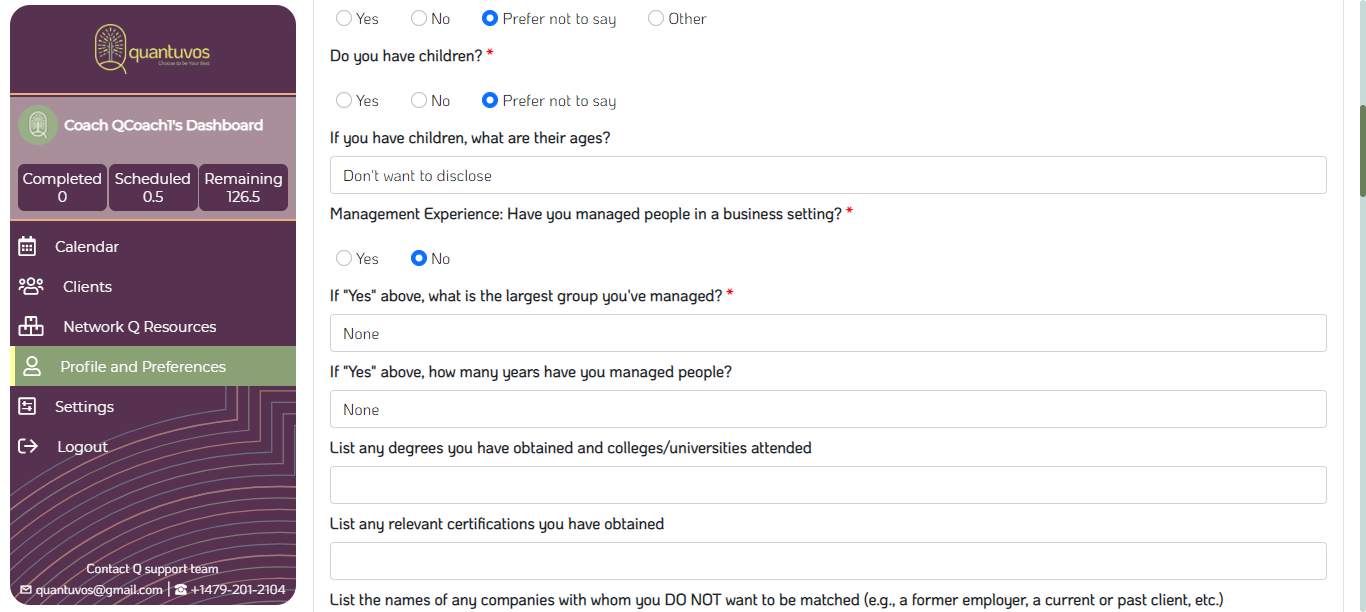 quantuvos
Choose to be Your Best
Coach QCoach1's Dashboard
Completed
0
Scheduled
0.5
Remaining
126.5
Calendar
Clients
Network Q Resources
Profile and Preferences
Settings
Logout
Contact Q support team
quantuvos@gmail.com | +1479-201-2104
Yes No Prefer not to say Other
Do you have children? *
Yes No Prefer not to say
If you have children, what are their ages?
Don't want to disclose
Management Experience: Have you managed people in a business setting? *
Yes No
If "Yes" above, what is the largest group you've managed? *
None
If "Yes" above, how many years have you managed people?
None
List any degrees you have obtained and colleges/universities attended
List any relevant certifications you have obtained
List the names of any companies with whom you DO NOT want to be matched (e.g., a former employer, a current or past client, etc.)